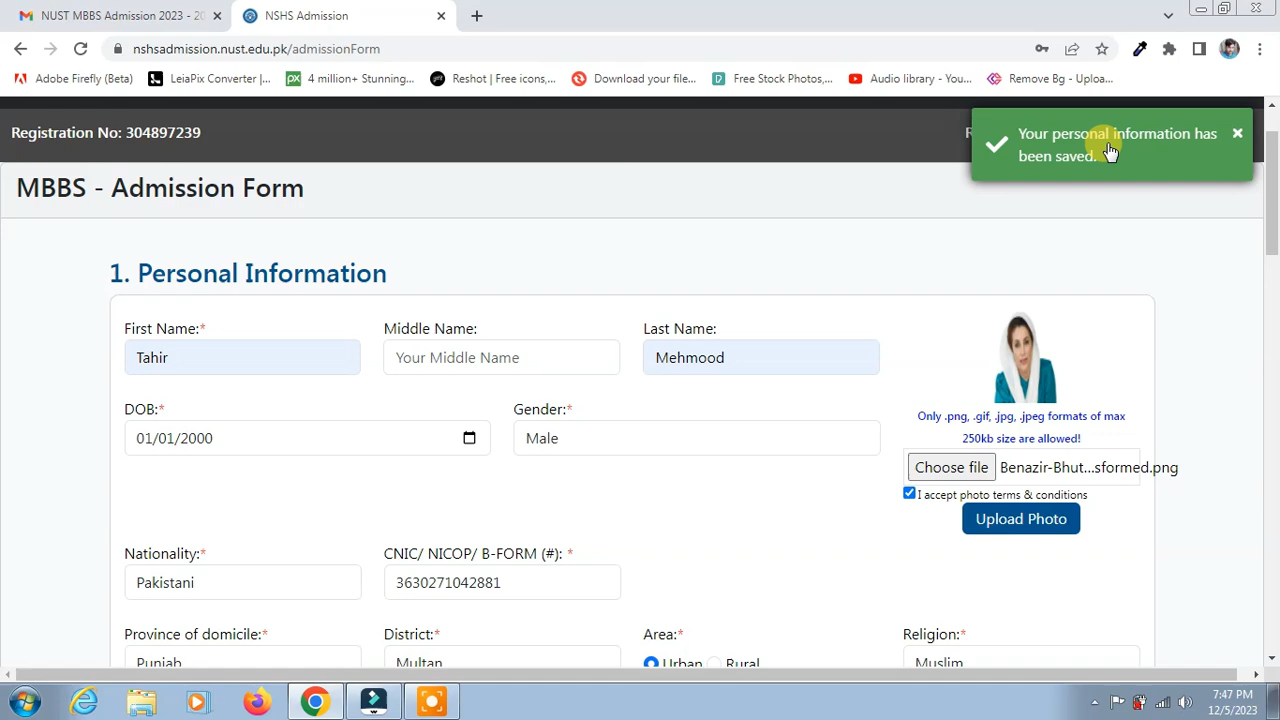 NUST MBBS Admission 2023 - 20
NSHS Admission
nshsadmission.nust.edu.pk/admissionForm
Adobe Firefly (Beta)
LeiaPix Converter |...
4 million+ Stunning...
Reshot | Free icons,...
Download your file...
Free Stock Photos,...
Audio library - You...
Remove Bg - Uploa...
Registration No: 304897239
R
Your personal information has
been saved.
MBBS - Admission Form
1. Personal Information
First Name:*
Middle Name:
Last Name:
Tahir
Your Middle Name
Mehmood
DOB:*
Gender:*
Only .png, .gif, .jpg, .jpeg formats of max
250kb size are allowed!
01/01/2000
Male
Choose file
Benazir-Bhut...sformed.png
I accept photo terms & conditions
Upload Photo
Nationality:*
CNIC/ NICOP/ B-FORM (#): *
Pakistani
3630271042881
Province of domicile:*
District:*
Area:*
Religion:*
Punjab
Multan
Urban
Rural
Muslim
7:47 PM
12/5/2023